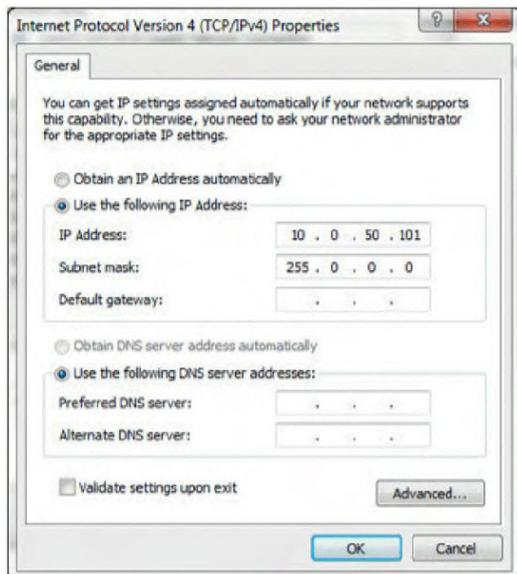 Internet Protocol Version 4 (TCP/IPv4) Properties
General
You can get IP settings assigned automatically if your network supports
this capability. Otherwise, you need to ask your network administrator
for the appropriate IP settings.
Obtain an IP Address automatically
Use the following IP Address:
IP Address: 10 . 0 . 50 . 101
Subnet mask: 255 . 0 . 0 . 0
Default gateway: . . .
Obtain DNS server address automatically
Use the following DNS server addresses:
Preferred DNS server: . . .
Alternate DNS server: . . .
Validate settings upon exit
Advanced...
OK Cancel